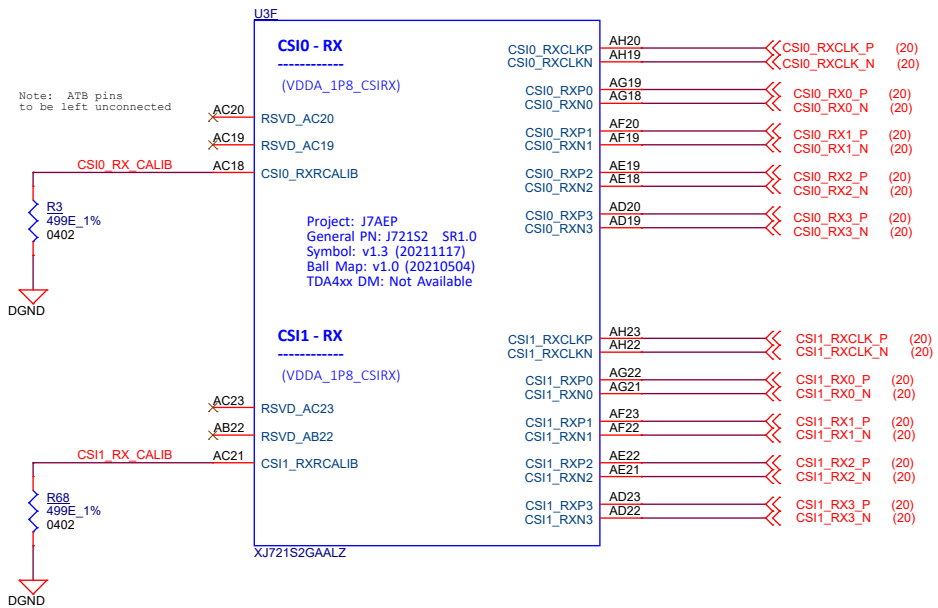 U3F
CSI0 - RX
------------
(VDDA_1P8_CSIRX)
Note:  ATB pins
to be left unconnected
AC20
RSVD_AC20
AC19
RSVD_AC19
CSI0_RX_CALIB
AC18
CSI0_RXRCALIB
R3
499E_1%
0402
DGND
CSI0_RXCLKP AH20 CSI0_RXCLK_P (20)
CSI0_RXCLKN AH19 CSI0_RXCLK_N (20)
CSI0_RXP0 AG19 CSI0_RX0_P (20)
CSI0_RXN0 AG18 CSI0_RX0_N (20)
CSI0_RXP1 AF20 CSI0_RX1_P (20)
CSI0_RXN1 AF19 CSI0_RX1_N (20)
CSI0_RXP2 AE19 CSI0_RX2_P (20)
CSI0_RXN2 AE18 CSI0_RX2_N (20)
CSI0_RXP3 AD20 CSI0_RX3_P (20)
CSI0_RXN3 AD19 CSI0_RX3_N (20)
Project: J7AEP
General PN: J721S2   SR1.0
Symbol: v1.3 (20211117)
Ball Map: v1.0 (20210504)
TDA4xx DM: Not Available
CSI1 - RX
------------
(VDDA_1P8_CSIRX)
AC23
RSVD_AC23
AB22
RSVD_AB22
CSI1_RX_CALIB
AC21
CSI1_RXRCALIB
R68
499E_1%
0402
DGND
CSI1_RXCLKP AH23 CSI1_RXCLK_P (20)
CSI1_RXCLKN AH22 CSI1_RXCLK_N (20)
CSI1_RXP0 AG22 CSI1_RX0_P (20)
CSI1_RXN0 AG21 CSI1_RX0_N (20)
CSI1_RXP1 AF23 CSI1_RX1_P (20)
CSI1_RXN1 AF22 CSI1_RX1_N (20)
CSI1_RXP2 AE22 CSI1_RX2_P (20)
CSI1_RXN2 AE21 CSI1_RX2_N (20)
CSI1_RXP3 AD23 CSI1_RX3_P (20)
CSI1_RXN3 AD22 CSI1_RX3_N (20)
XJ721S2GAALZ